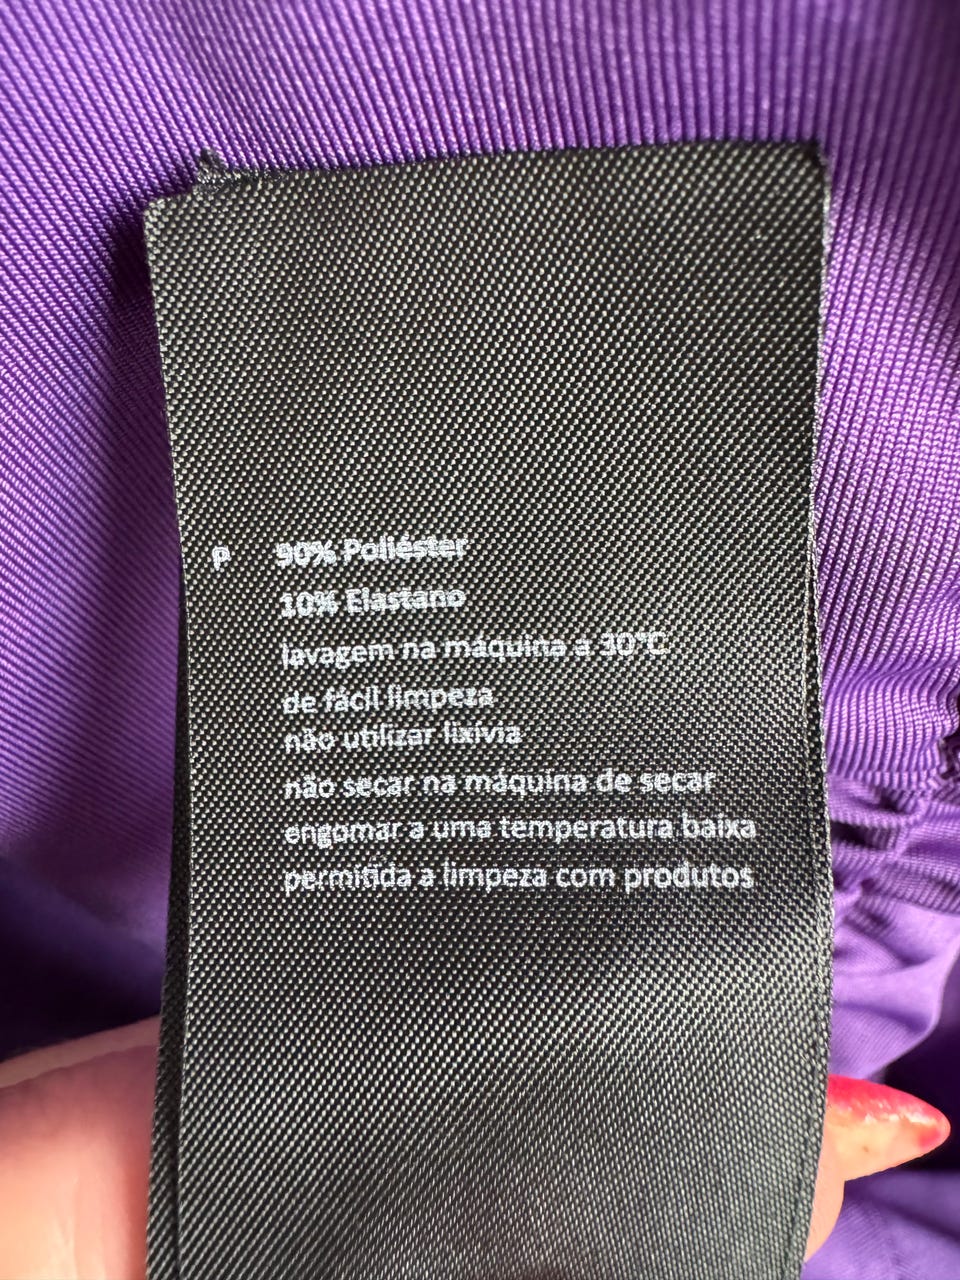 P 90% Poliéster
10% Elastano
lavagem na máquina a 30°C
de fácil limpeza
não utilizar lixívia
não secar na máquina de secar
engomar a uma temperatura baixa
permitida a limpeza com produtos